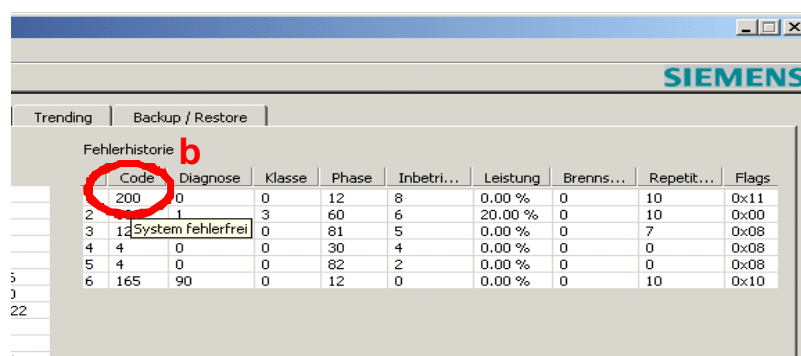 SIEMENS
Trending Backup / Restore
Fehlerhistorie b
Code Diagnose Klasse Phase Inbetri... Leistung Brenns... Repetit... Flags
200 0 0 12 8 0.00 % 0 10 0x11
2 1 3 60 6 20.00 % 0 10 0x00
3 12 System fehlerfrei 0 81 5 0.00 % 0 7 0x08
4 4 0 0 30 4 0.00 % 0 0 0x08
5 4 0 0 82 2 0.00 % 0 0 0x08
6 165 90 0 12 0 0.00 % 0 10 0x10
22